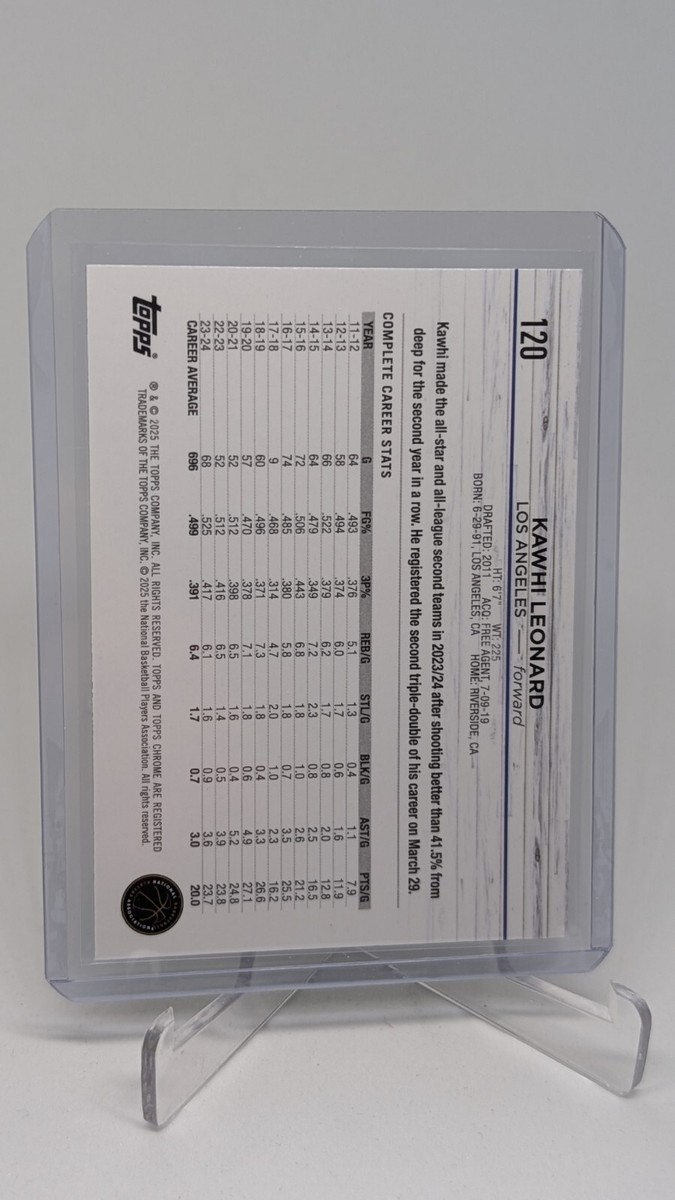 120
KAWHI LEONARD
LOS ANGELES — forward
HT: 6'7" WT: 225
DRAFTED: 2011 ACQ: FREE AGENT, 7-09-19
BORN: 6-29-91, LOS ANGELES, CA HOME: RIVERSIDE, CA
Kawhi made the all-star and all-league second teams in 2023/24 after shooting better than 41.5% from
deep for the second year in a row. He registered the second triple-double of his career on March 29.
COMPLETE CAREER STATS
YEAR G FG% 3P% REB/G STL/G BLK/G AST/G PTS/G
11-12 64 .493 .376 5.1 1.3 0.4 1.1 7.9
12-13 58 .494 .374 6.0 1.7 0.6 1.6 11.9
13-14 66 .522 .379 6.2 1.7 0.8 2.0 12.8
14-15 64 .479 .349 7.2 2.3 0.8 2.5 16.5
15-16 72 .506 .443 6.8 1.8 1.0 2.6 21.2
16-17 74 .485 .380 5.8 1.8 0.7 3.5 25.5
17-18 9 .468 .314 4.7 2.0 1.0 2.3 16.2
18-19 60 .496 .371 7.3 1.8 0.4 3.3 26.6
19-20 57 .470 .378 7.1 1.8 0.6 4.9 27.1
20-21 52 .512 .398 6.5 1.6 0.4 5.2 24.8
22-23 52 .512 .416 6.5 1.4 0.5 3.9 23.8
23-24 68 .525 .417 6.1 1.6 0.9 3.6 23.7
CAREER AVERAGE 696 .499 .391 6.4 1.7 0.7 3.0 20.0
topps®
® & © 2025 THE TOPPS COMPANY, INC. ALL RIGHTS RESERVED. TOPPS AND TOPPS CHROME ARE REGISTERED
TRADEMARKS OF THE TOPPS COMPANY, INC. © 2025 the National Basketball Players Association. All rights reserved.